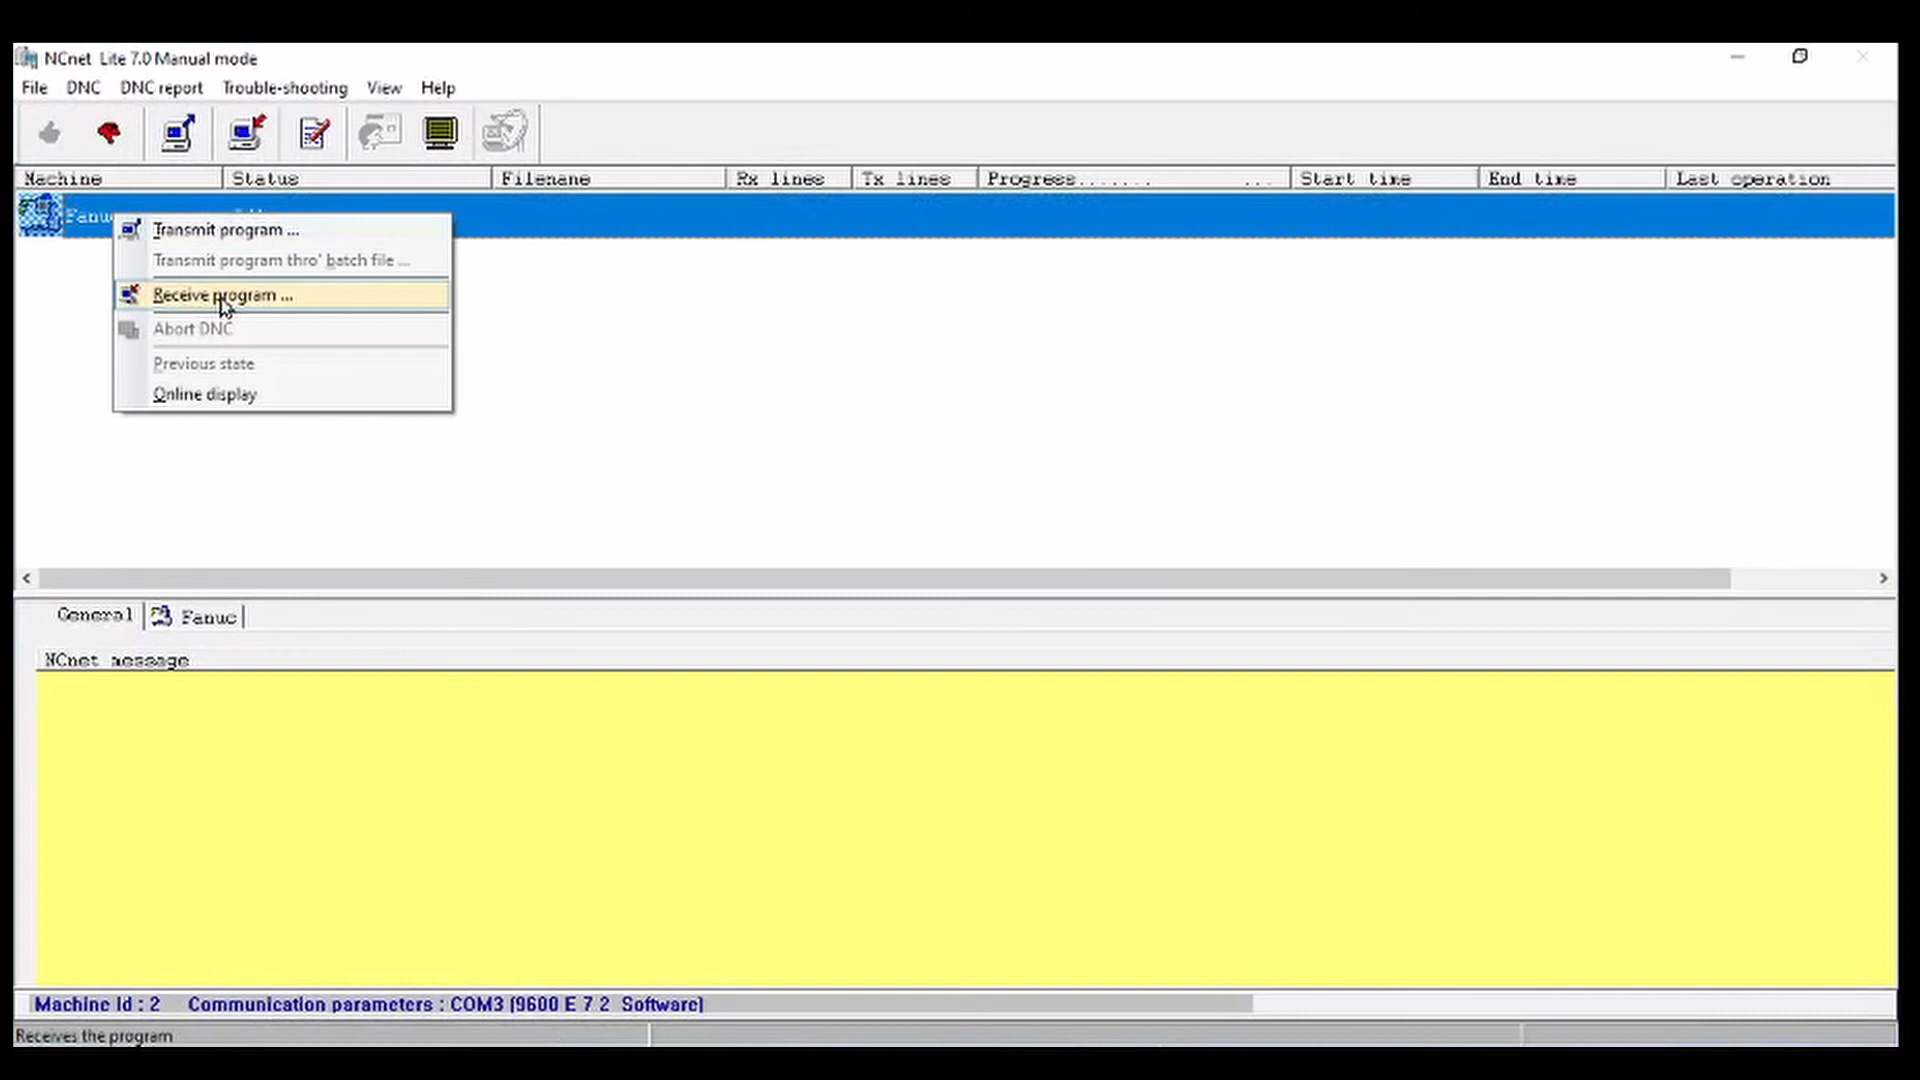 NCnet Lite 7.0 Manual mode
File DNC DNC report Trouble-shooting View Help
Machine Status Filename Rx lines Tx lines Progress....... ... Start time End time Last operation
Transmit program ...
Transmit program thro' batch file ...
Receive program ...
Abort DNC
Previous state
Online display
General Fanuc
NCnet message
Machine Id : 2 Communication parameters : COM3 (9600 E 7 2 Software)
Receives the program